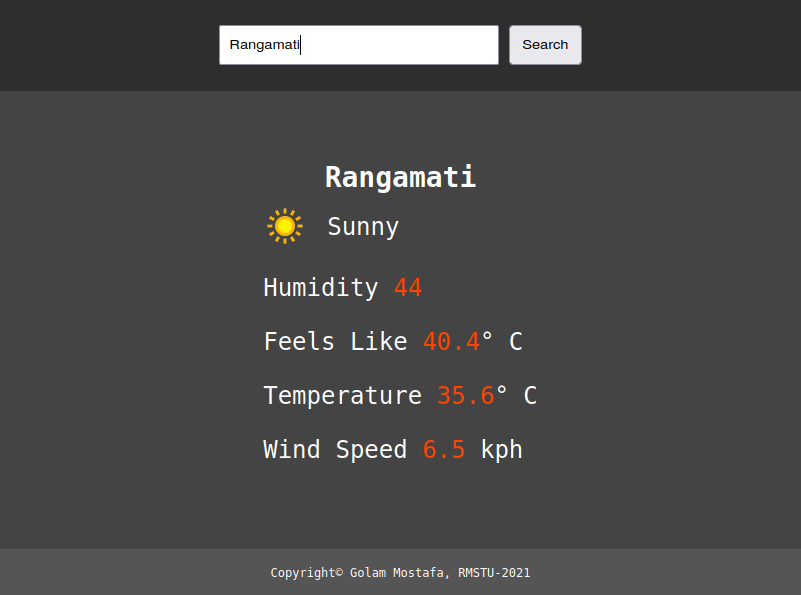 Rangamati
Search
Rangamati
Sunny
Humidity 44
Feels Like 40.4° C
Temperature 35.6° C
Wind Speed 6.5 kph
Copyright© Golam Mostafa, RMSTU-2021